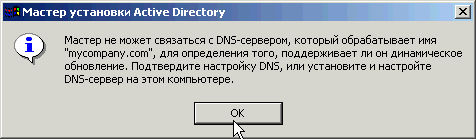 Мастер установки Active Directory
Мастер не может связаться с DNS-сервером, который обрабатывает имя
"mycompany.com", для определения того, поддерживает ли он динамическое
обновление. Подтвердите настройку DNS, или установите и настройте
DNS-сервер на этом компьютере.
OK